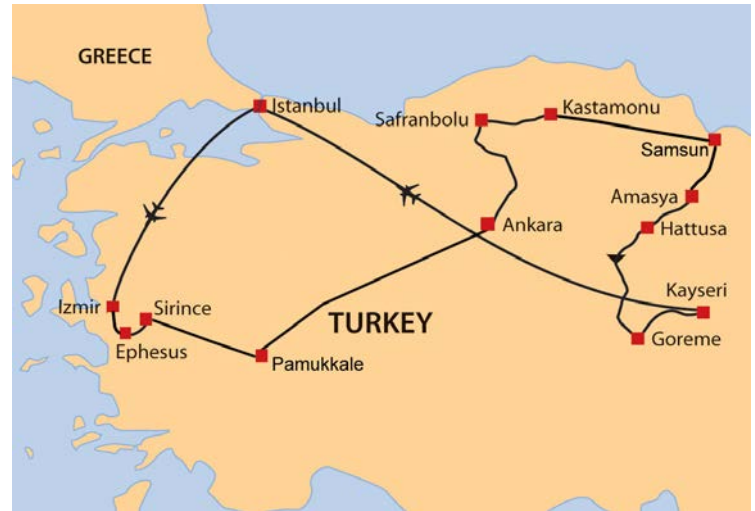 GREECE
Istanbul
Kastamonu
Safranbolu
Samsun
Amasya
Ankara
Hattusa
Kayseri
Izmir
Sirince
TURKEY
Goreme
Ephesus
Pamukkale